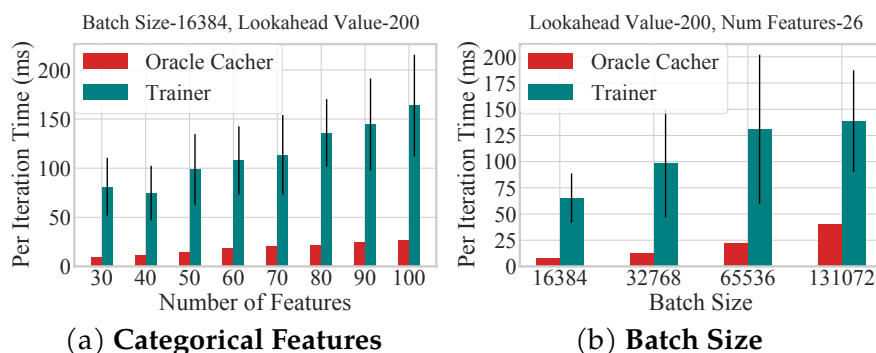 Batch Size-16384, Lookahead Value-200
Per Iteration Time (ms)
200
150
100
50
0
Oracle Cacher
Trainer
30 40 50 60 70 80 90 100
Number of Features
(a) Categorical Features
Lookahead Value-200, Num Features-26
Per Iteration Time (ms)
200
175
150
125
100
75
50
25
0
Oracle Cacher
Trainer
16384 32768 65536 131072
Batch Size
(b) Batch Size